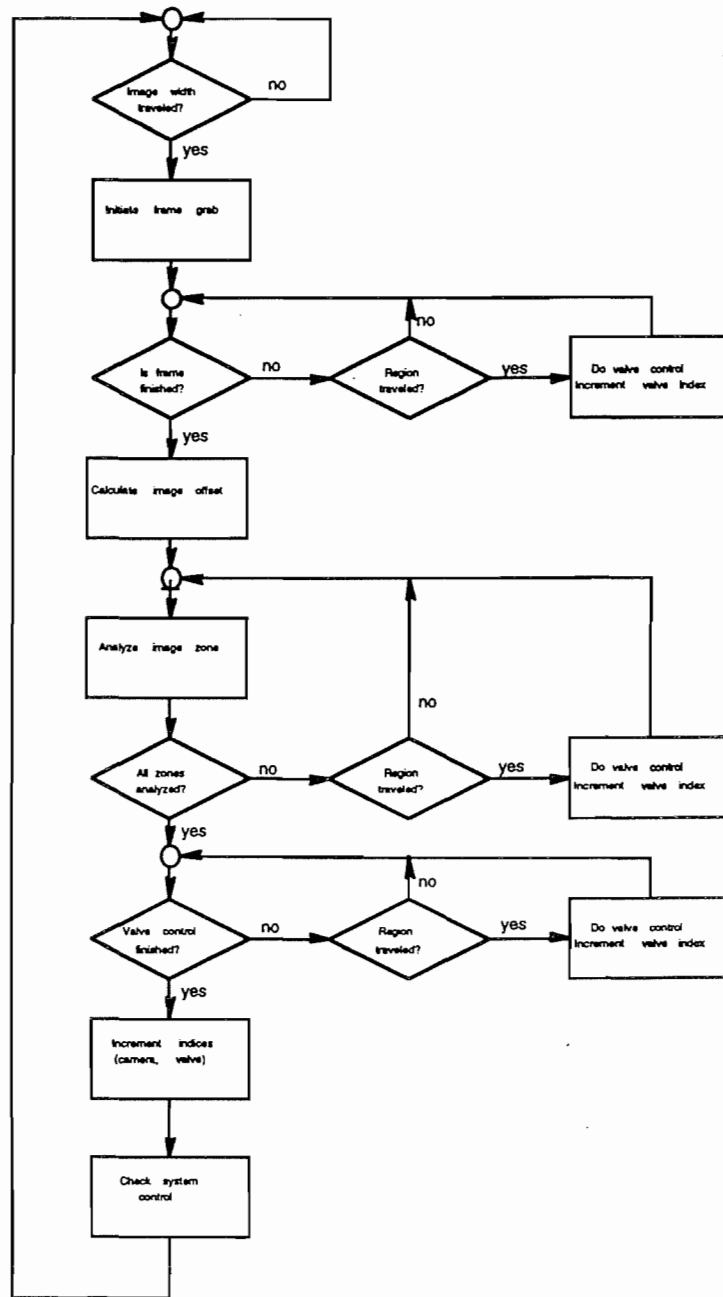 Image width
traveled?
no
yes
Initiate frame grab
Is frame
finished?
no
Region
traveled?
no
yes
Do valve control
Increment valve Index
yes
Calculate image offset
Analyze image zone
All zones
analyzed?
no
Region
traveled?
no
yes
Do valve control
Increment valve index
yes
Valve control
finished?
no
Region
traveled?
no
yes
Do valve control
Increment valve index
yes
Increment indices
(camera, valve)
Check system
control